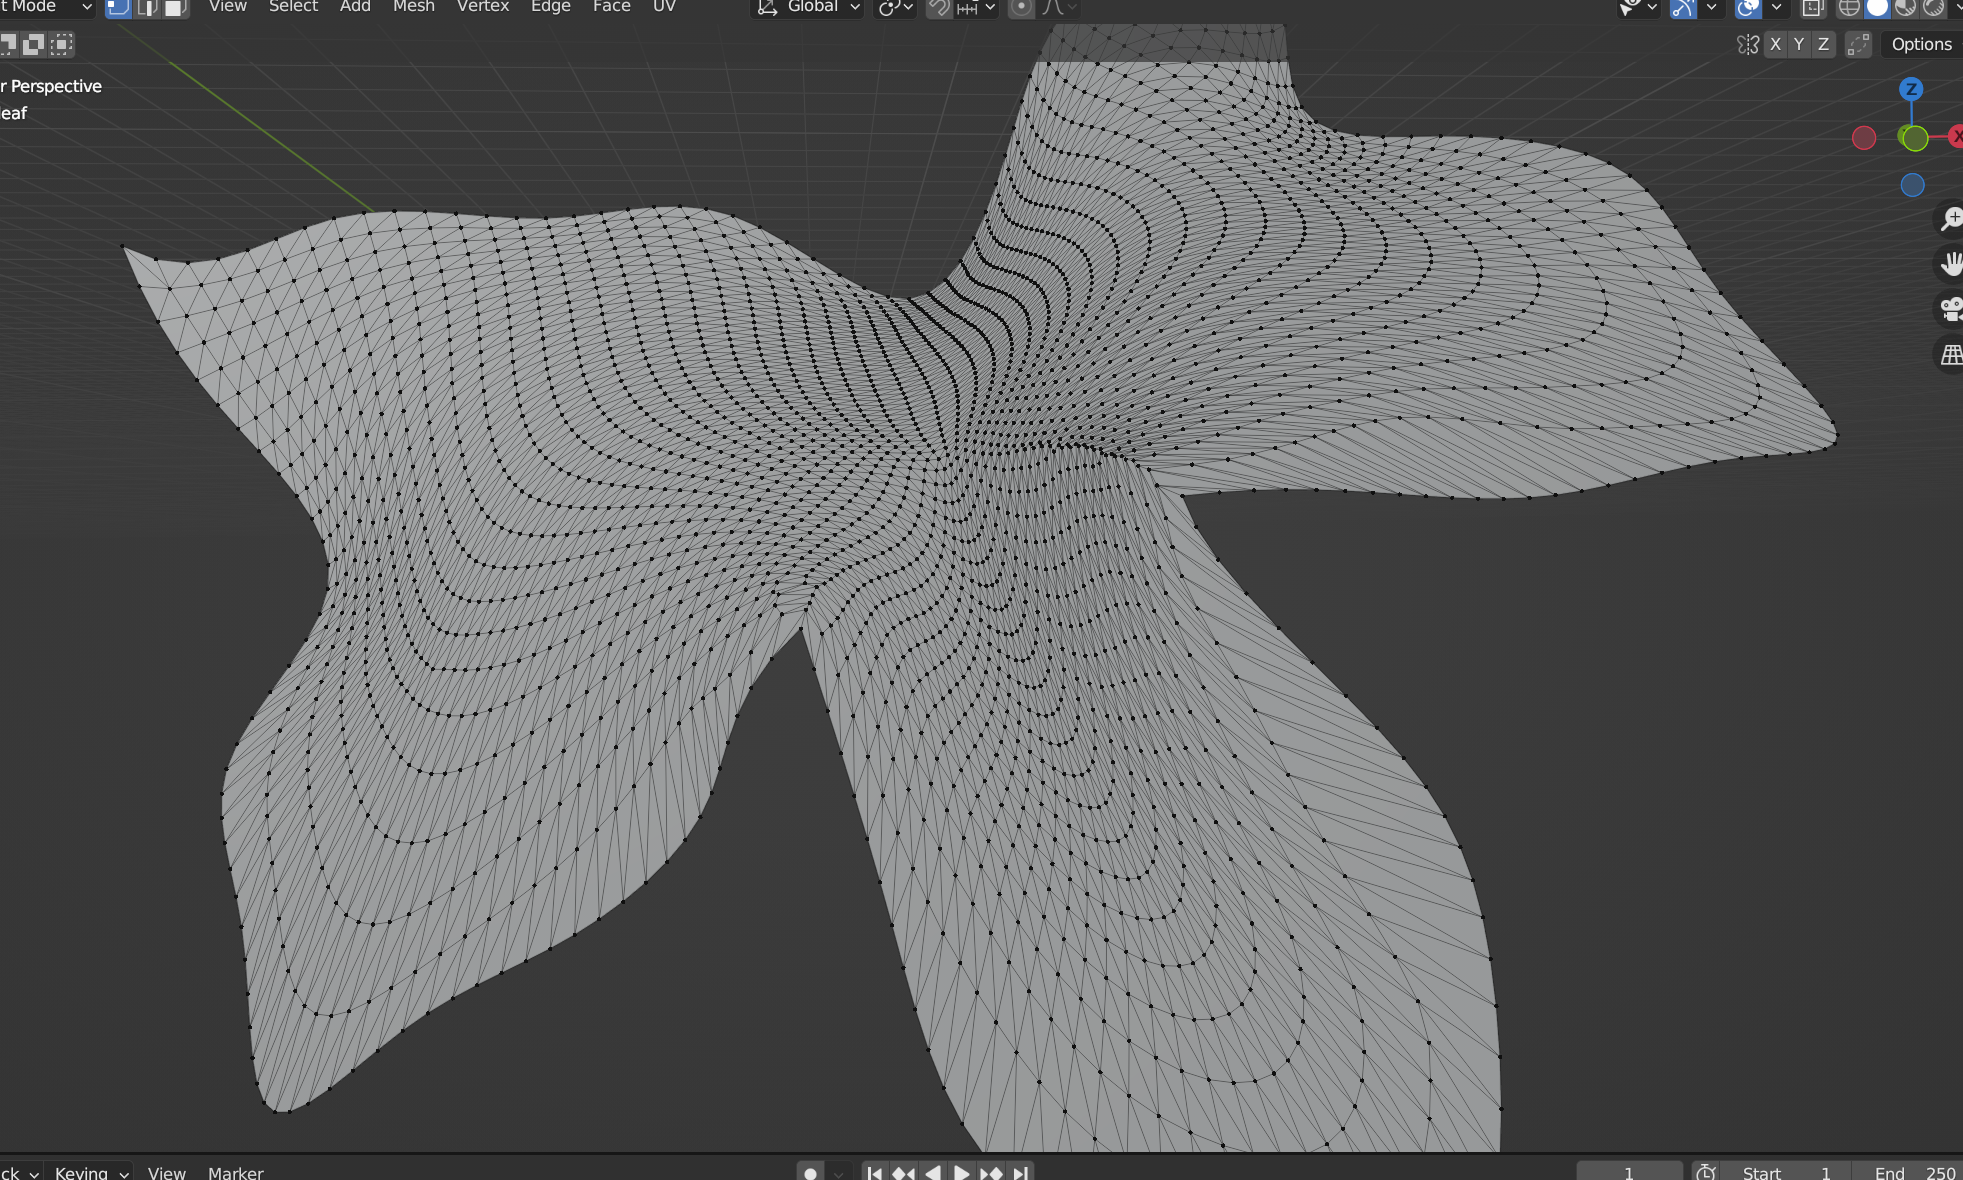 t Mode View Select Add Mesh Vertex Edge Face UV Global
X Y Z Options
r Perspective
leaf
Z
X
ck Keying View Marker 1 Start 1 End 250